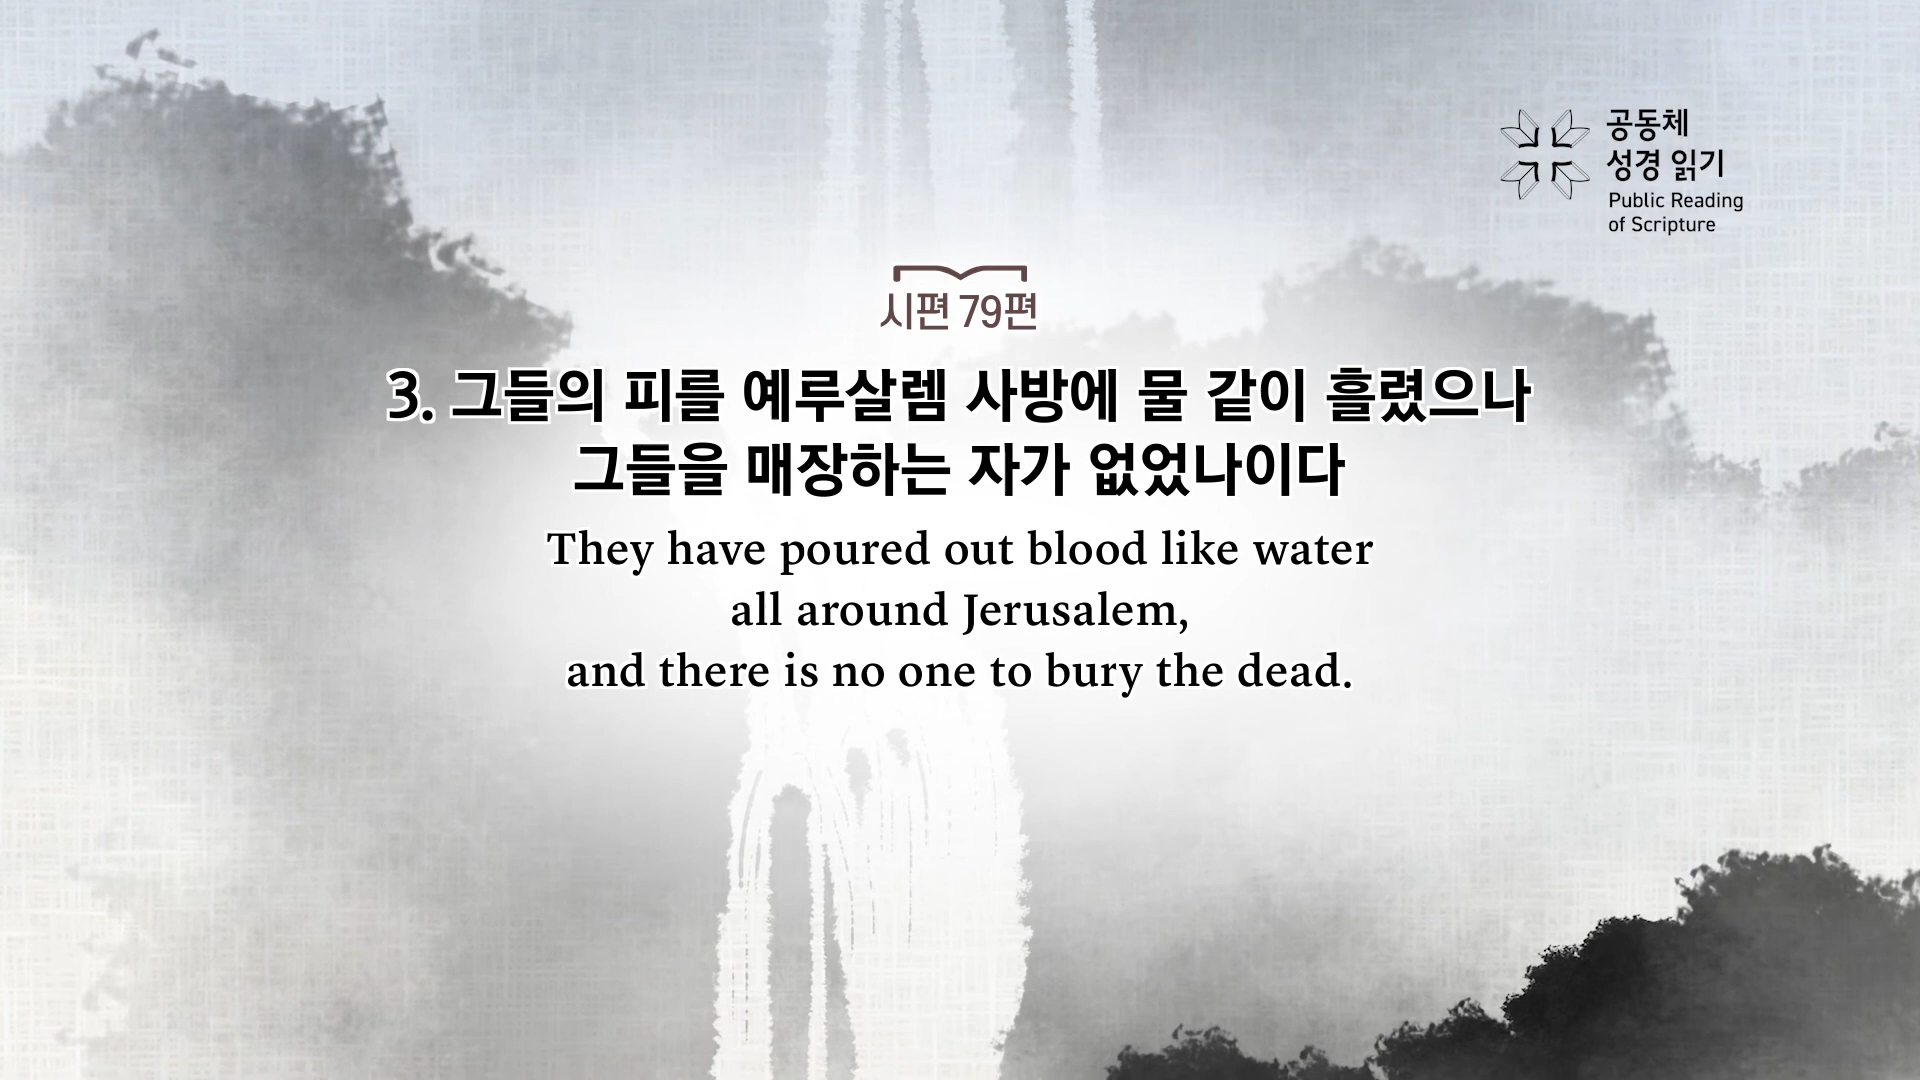 공동체
성경 읽기
Public Reading
of Scripture
시편 79편
3. 그들의 피를 예루살렘 사방에 물 같이 흘렸으나
그들을 매장하는 자가 없었나이다
They have poured out blood like water
all around Jerusalem,
and there is no one to bury the dead.